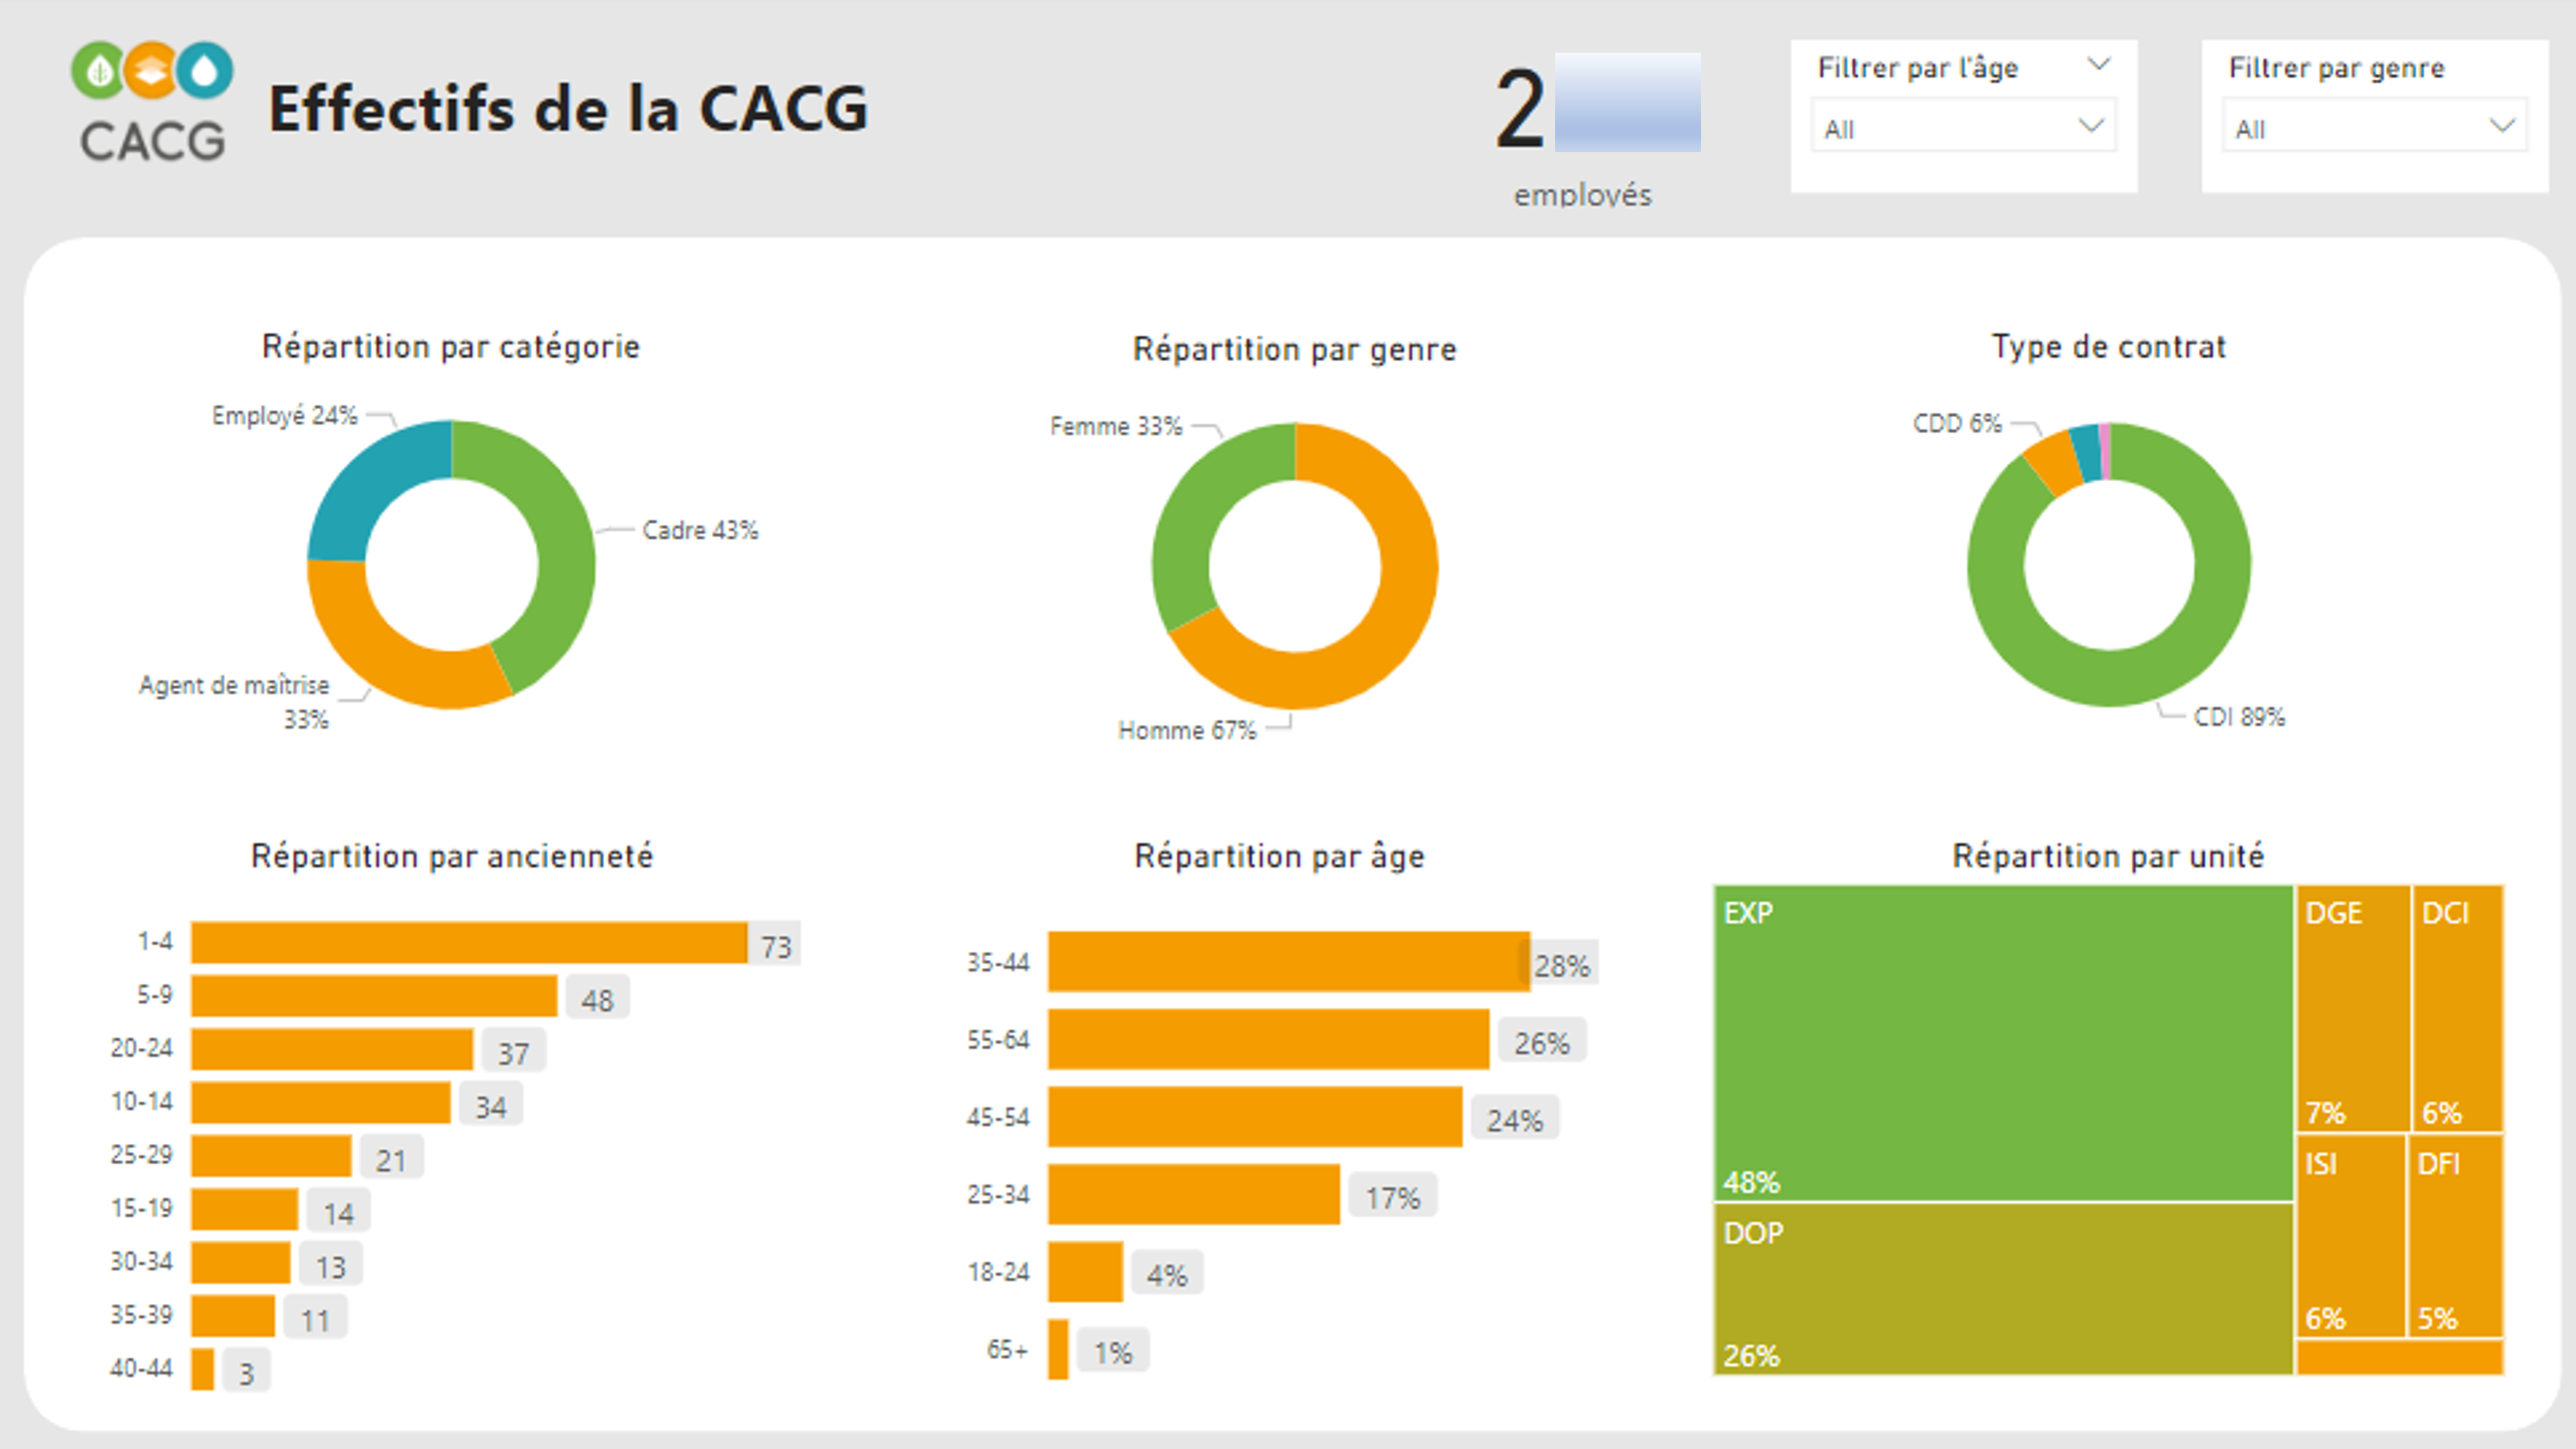 CACG
Effectifs de la CACG
2
employés
Filtrer par l'âge
All
Filtrer par genre
All
Répartition par catégorie
Employé 24%
Cadre 43%
Agent de maîtrise
33%
Répartition par genre
Femme 33%
Homme 67%
Type de contrat
CDD 6%
CDI 89%
Répartition par ancienneté
1-4 73
5-9 48
20-24 37
10-14 34
25-29 21
15-19 14
30-34 13
35-39 11
40-44 3
Répartition par âge
35-44 28%
55-64 26%
45-54 24%
25-34 17%
18-24 4%
65+ 1%
Répartition par unité
EXP
48%
DOP
26%
DGE
7%
DCI
6%
ISI
6%
DFI
5%